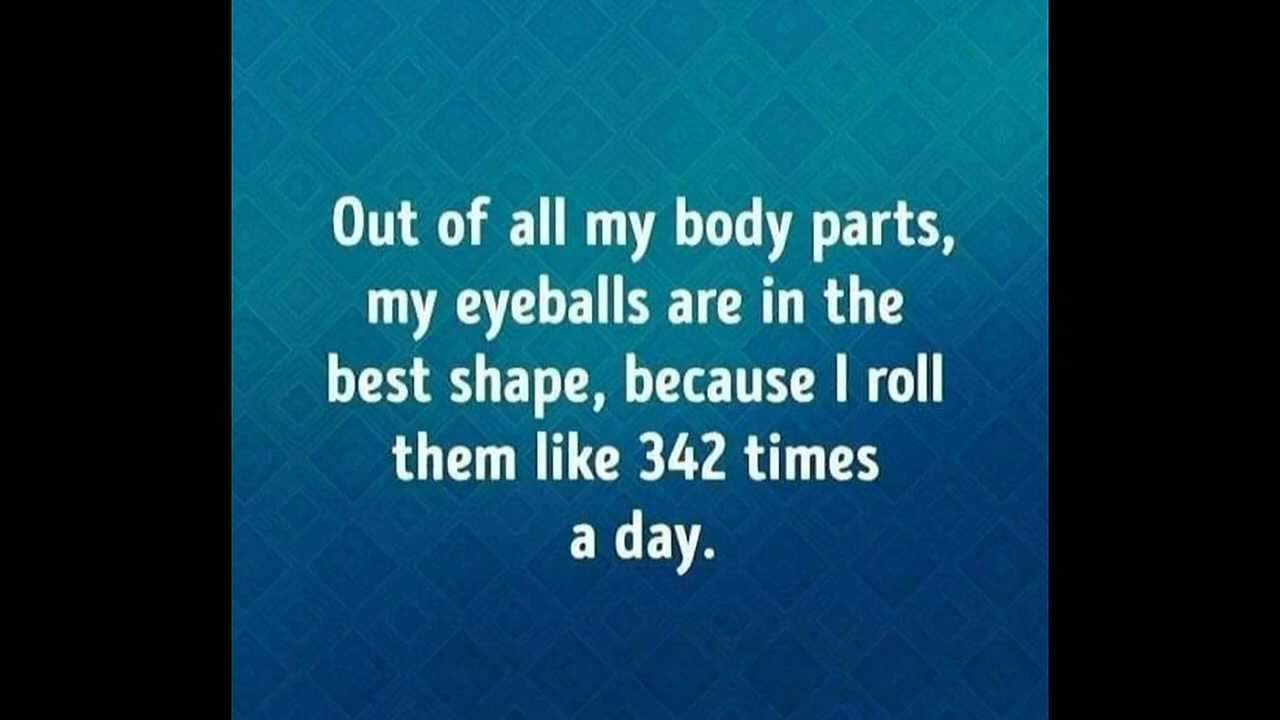 Out of all my body parts,
my eyeballs are in the
best shape, because I roll
them like 342 times
a day.